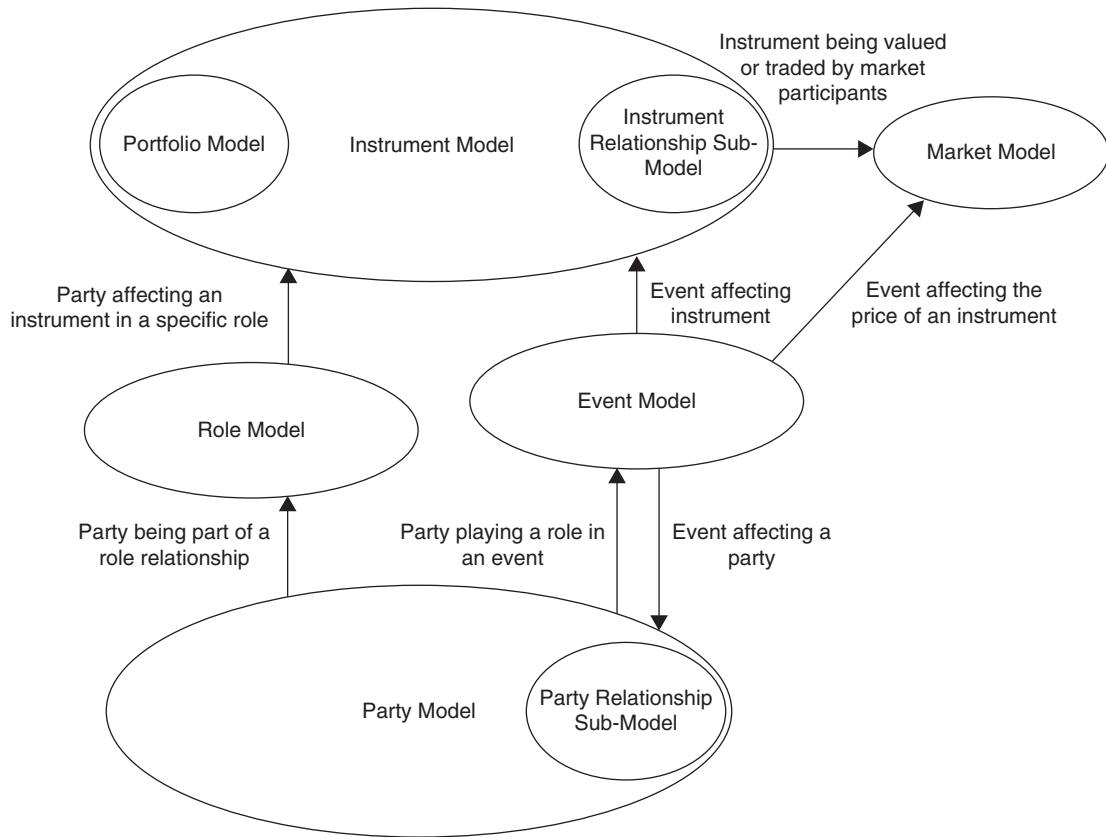 Instrument being valued
or traded by market
participants
Portfolio Model
Instrument Model
Instrument
Relationship Sub-
Model
Market Model
Party affecting an
instrument in a specific role
Event affecting
instrument
Event affecting the
price of an instrument
Role Model
Event Model
Party being part of a
role relationship
Party playing a role in
an event
Event affecting a
party
Party Model
Party Relationship
Sub-Model